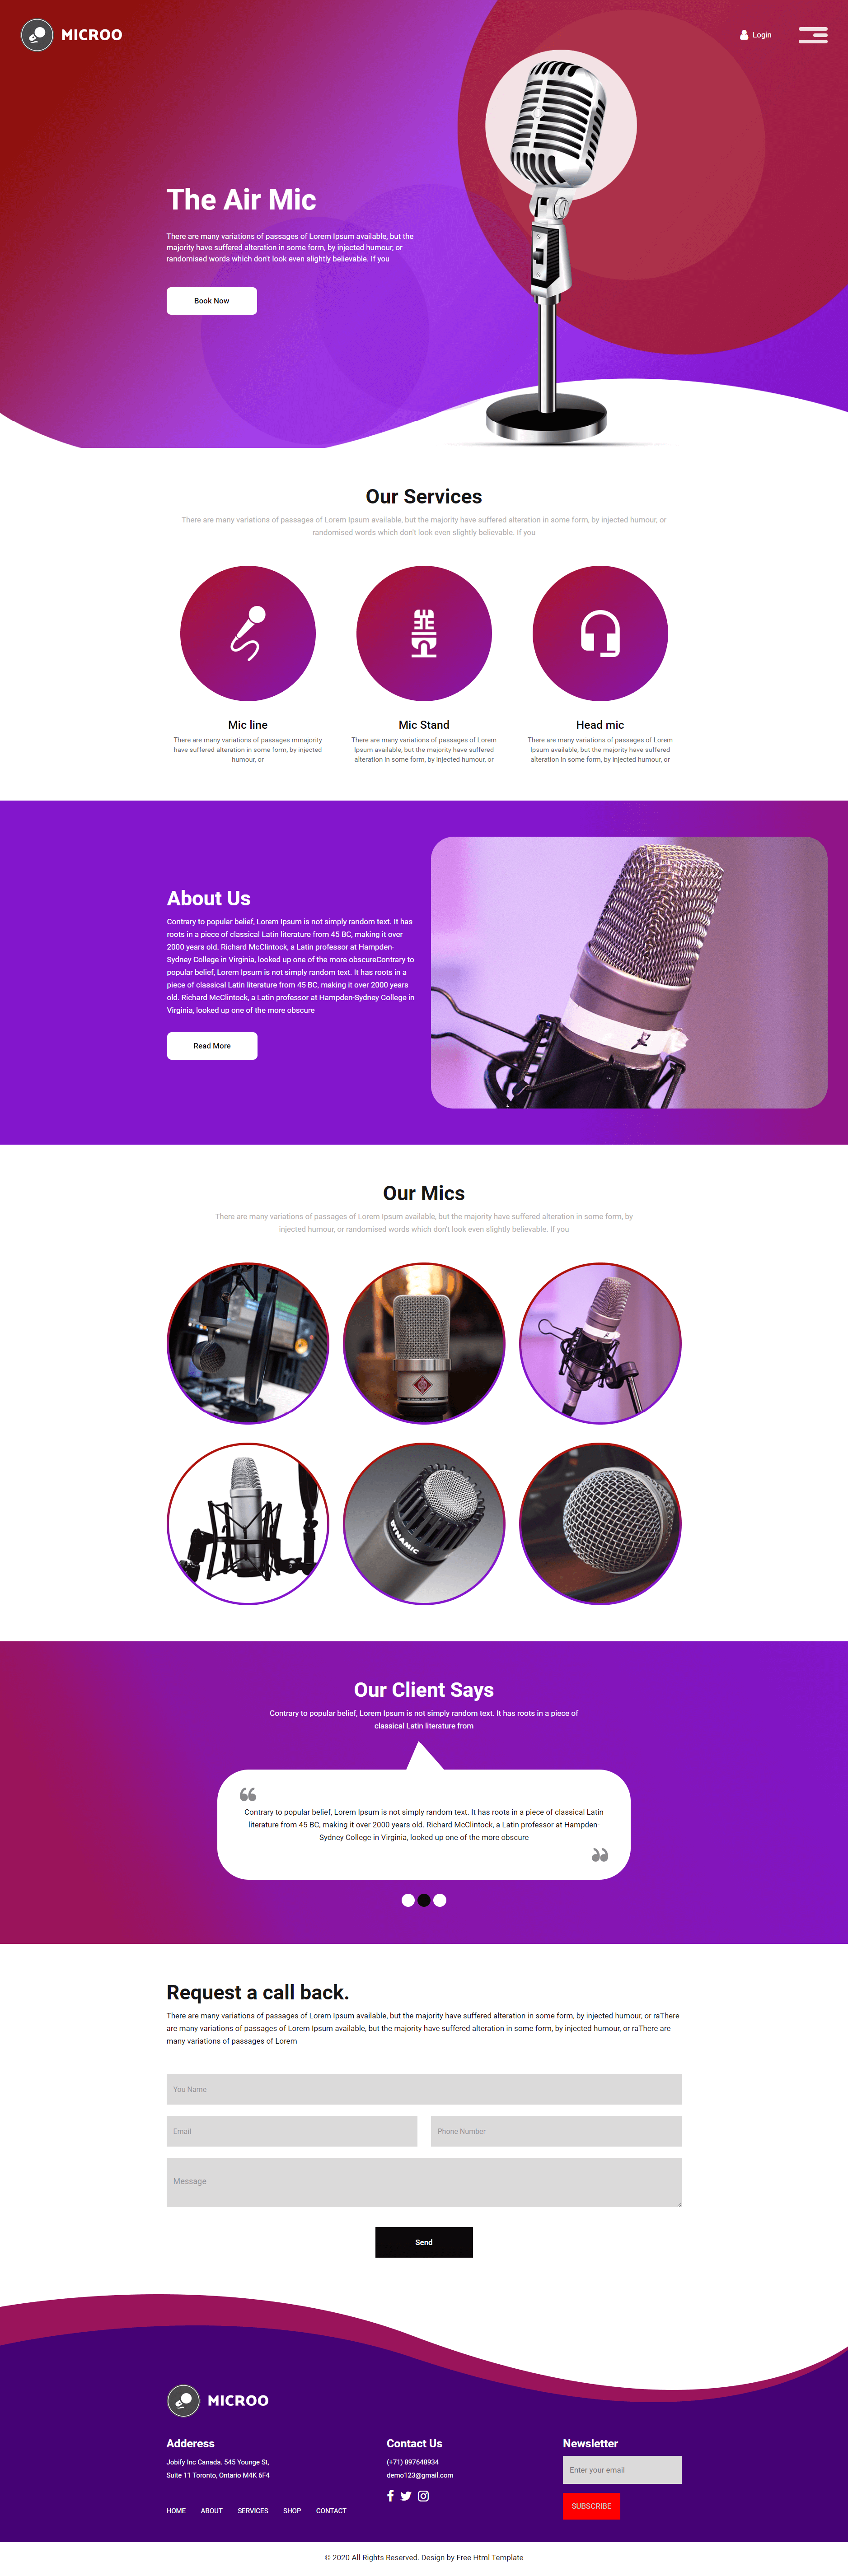 MICROO
Login
The Air Mic
There are many variations of passages of Lorem Ipsum available, but the
majority have suffered alteration in some form, by injected humour, or
randomised words which don't look even slightly believable. If you
Book Now
Our Services
There are many variations of passages of Lorem Ipsum available, but the majority have suffered alteration in some form, by injected humour, or
randomised words which don't look even slightly believable. If you
Mic line
There are many variations of passages mmajority
have suffered alteration in some form, by injected
humour, or
Mic Stand
There are many variations of passages of Lorem
Ipsum available, but the majority have suffered
alteration in some form, by injected humour, or
Head mic
There are many variations of passages of Lorem
Ipsum available, but the majority have suffered
alteration in some form, by injected humour, or
About Us
Contrary to popular belief, Lorem Ipsum is not simply random text. It has
roots in a piece of classical Latin literature from 45 BC, making it over
2000 years old. Richard McClintock, a Latin professor at Hampden-
Sydney College in Virginia, looked up one of the more obscureContrary to
popular belief, Lorem Ipsum is not simply random text. It has roots in a
piece of classical Latin literature from 45 BC, making it over 2000 years
old. Richard McClintock, a Latin professor at Hampden-Sydney College in
Virginia, looked up one of the more obscure
Read More
Our Mics
There are many variations of passages of Lorem Ipsum available, but the majority have suffered alteration in some form, by
injected humour, or randomised words which don't look even slightly believable. If you
DYNAMIC
Our Client Says
Contrary to popular belief, Lorem Ipsum is not simply random text. It has roots in a piece of
classical Latin literature from
Contrary to popular belief, Lorem Ipsum is not simply random text. It has roots in a piece of classical Latin
literature from 45 BC, making it over 2000 years old. Richard McClintock, a Latin professor at Hampden-
Sydney College in Virginia, looked up one of the more obscure
Request a call back.
There are many variations of passages of Lorem Ipsum available, but the majority have suffered alteration in some form, by injected humour, or raThere
are many variations of passages of Lorem Ipsum available, but the majority have suffered alteration in some form, by injected humour, or raThere are
many variations of passages of Lorem
You Name
Email
Phone Number
Message
Send
MICROO
Adderess
Jobify Inc Canada. 545 Younge St,
Suite 11 Toronto, Ontario M4K 6F4
HOME ABOUT SERVICES SHOP CONTACT
Contact Us
(+71) 897648934
demo123@gmail.com
Newsletter
Enter your email
SUBSCRIBE
© 2020 All Rights Reserved. Design by Free Html Template